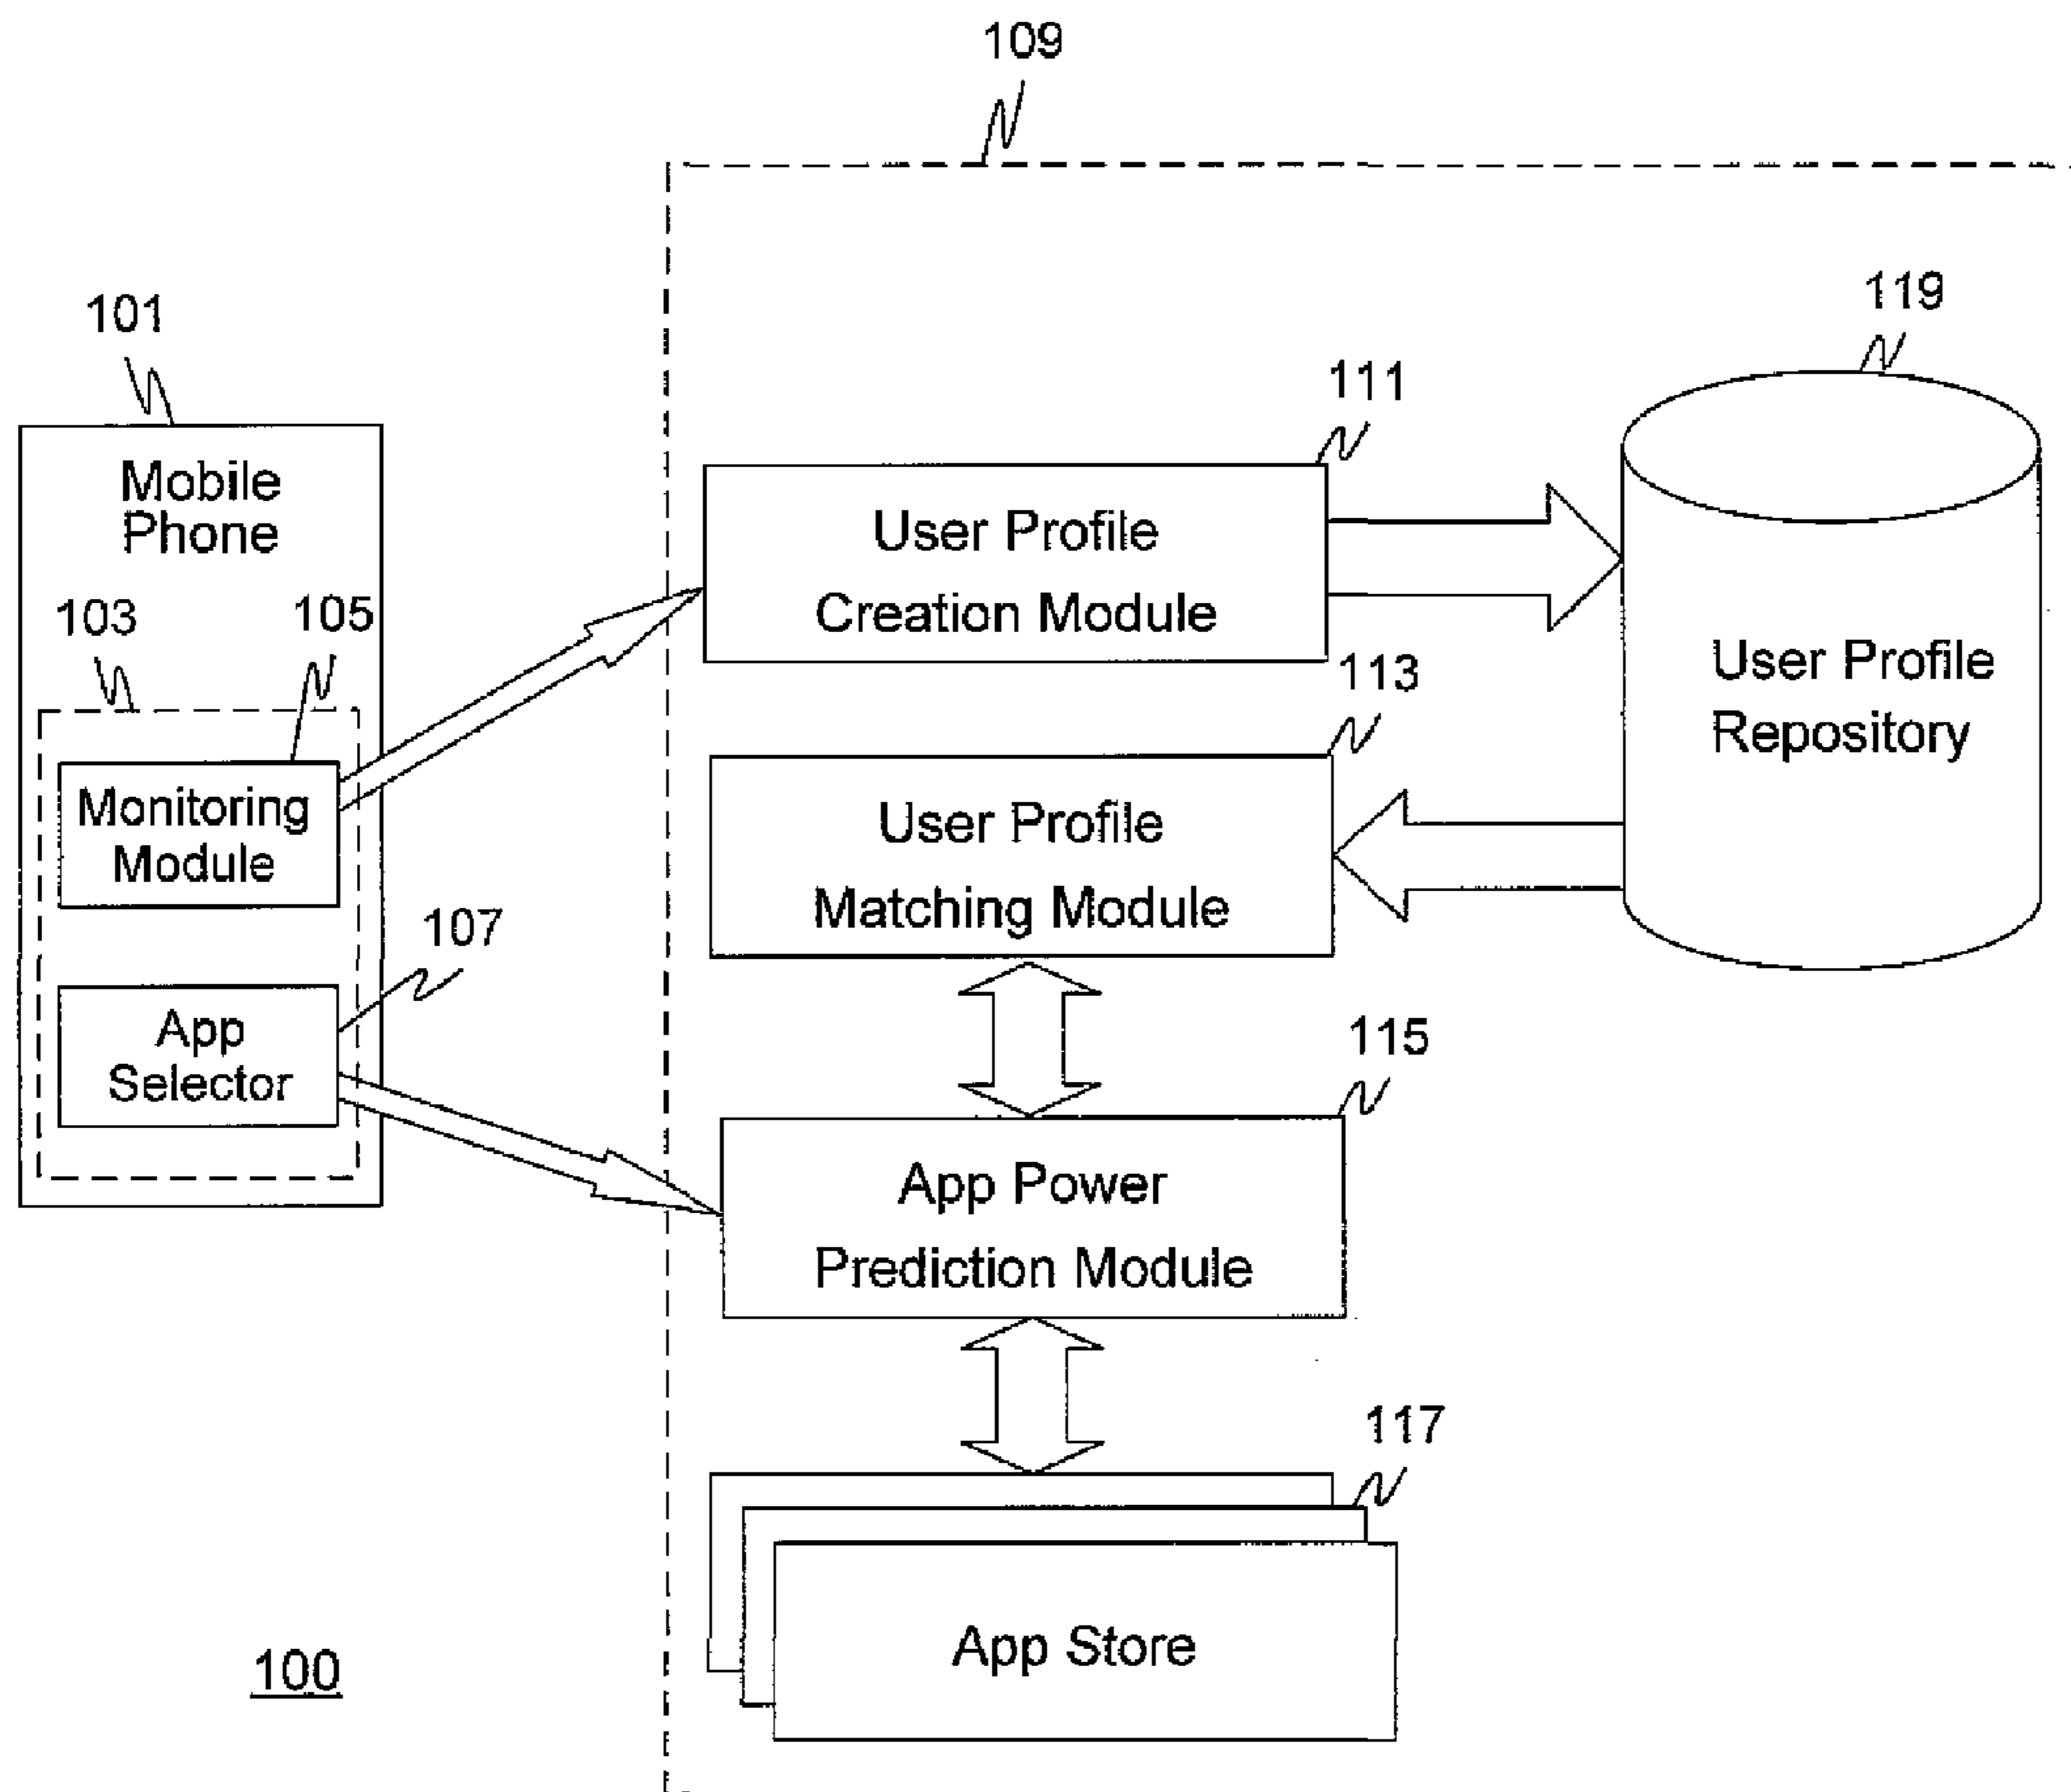 109
119
101
111
Mobile
Phone
User Profile
Creation Module
103
105
113
User Profile
Repository
Monitoring
Module
User Profile
Matching Module
107
App
Selector
115
App Power
Prediction Module
117
App Store
100